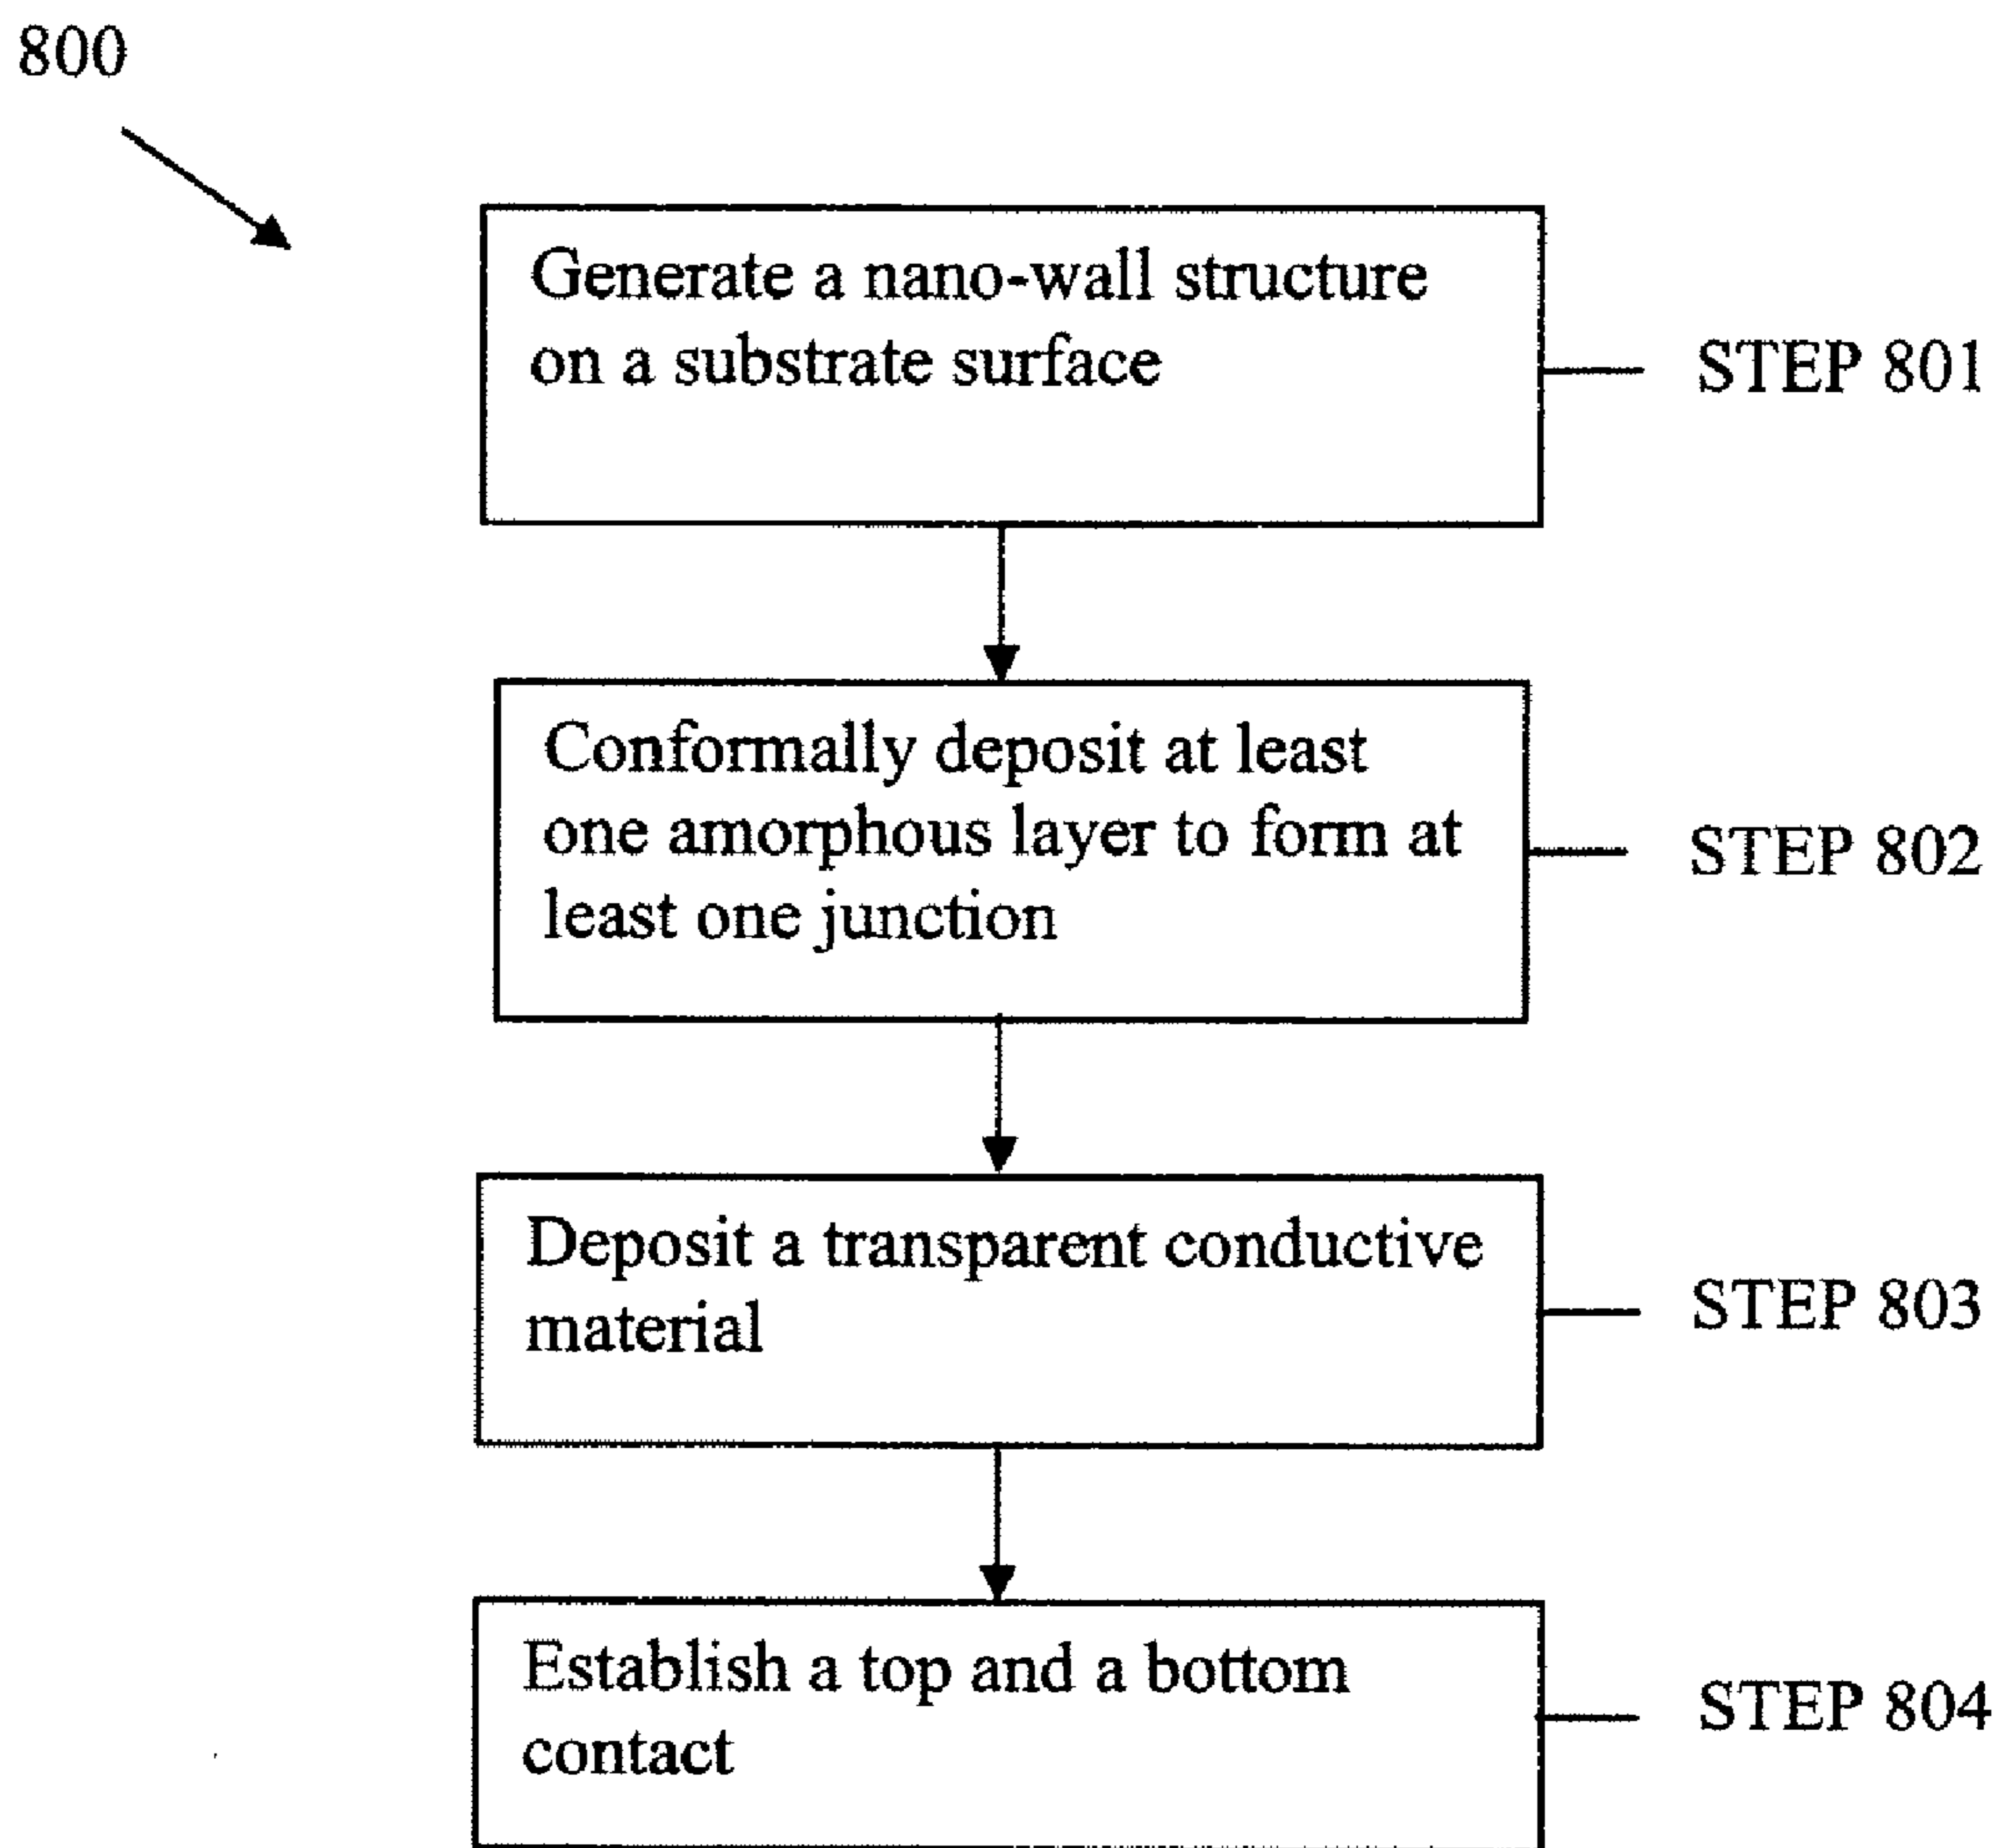 800
Generate a nano-wall structure
on a substrate surface
STEP 801
Conformally deposit at least
one amorphous layer to form at
least one junction
STEP 802
Deposit a transparent conductive
material
STEP 803
Establish a top and a bottom
contact
STEP 804